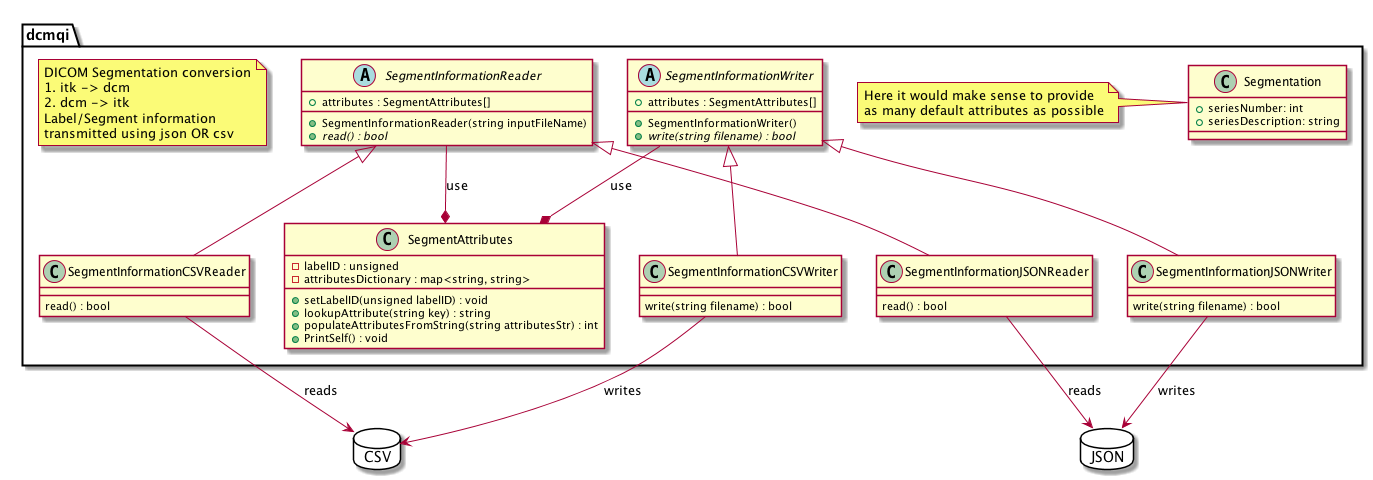 dcmqi
DICOM Segmentation conversion
1. itk -> dcm
2. dcm -> itk
Label/Segment information
transmitted using json OR csv
A SegmentInformationReader
attributes : SegmentAttributes[]
SegmentInformationReader(string inputFileName)
read() : bool
A SegmentInformationWriter
attributes : SegmentAttributes[]
SegmentInformationWriter()
write(string filename) : bool
Here it would make sense to provide
as many default attributes as possible
C Segmentation
seriesNumber: int
seriesDescription: string
use
use
C SegmentInformationCSVReader
read() : bool
C SegmentAttributes
labelID : unsigned
attributesDictionary : map<string, string>
setLabelID(unsigned labelID) : void
lookupAttribute(string key) : string
populateAttributesFromString(string attributesStr) : int
PrintSelf() : void
C SegmentInformationCSVWriter
write(string filename) : bool
C SegmentInformationJSONReader
read() : bool
C SegmentInformationJSONWriter
write(string filename) : bool
reads
writes
reads
writes
CSV
JSON